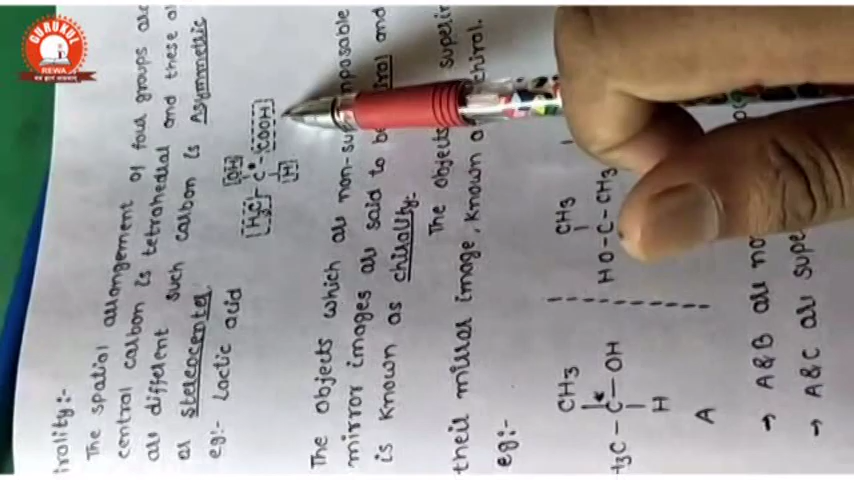 GURUKUL
REWA
irality:-
The spatial arrangement of four groups are
central carbon is tetrahedral and these a
are different such carbon is Asymmetric
or stereocenter.
eg:- Lactic acid
OH
H3C - C* - COOH
H
The objects which are non-superimposable
mirror images are said to be chiral and
is known as chirality:-
The objects superim
their mirror image, known a achiral.
eg:-
CH3
H3C - C* - OH
H
A
CH3
HO - C - CH3
→ A&B are no
→ A&C are supe